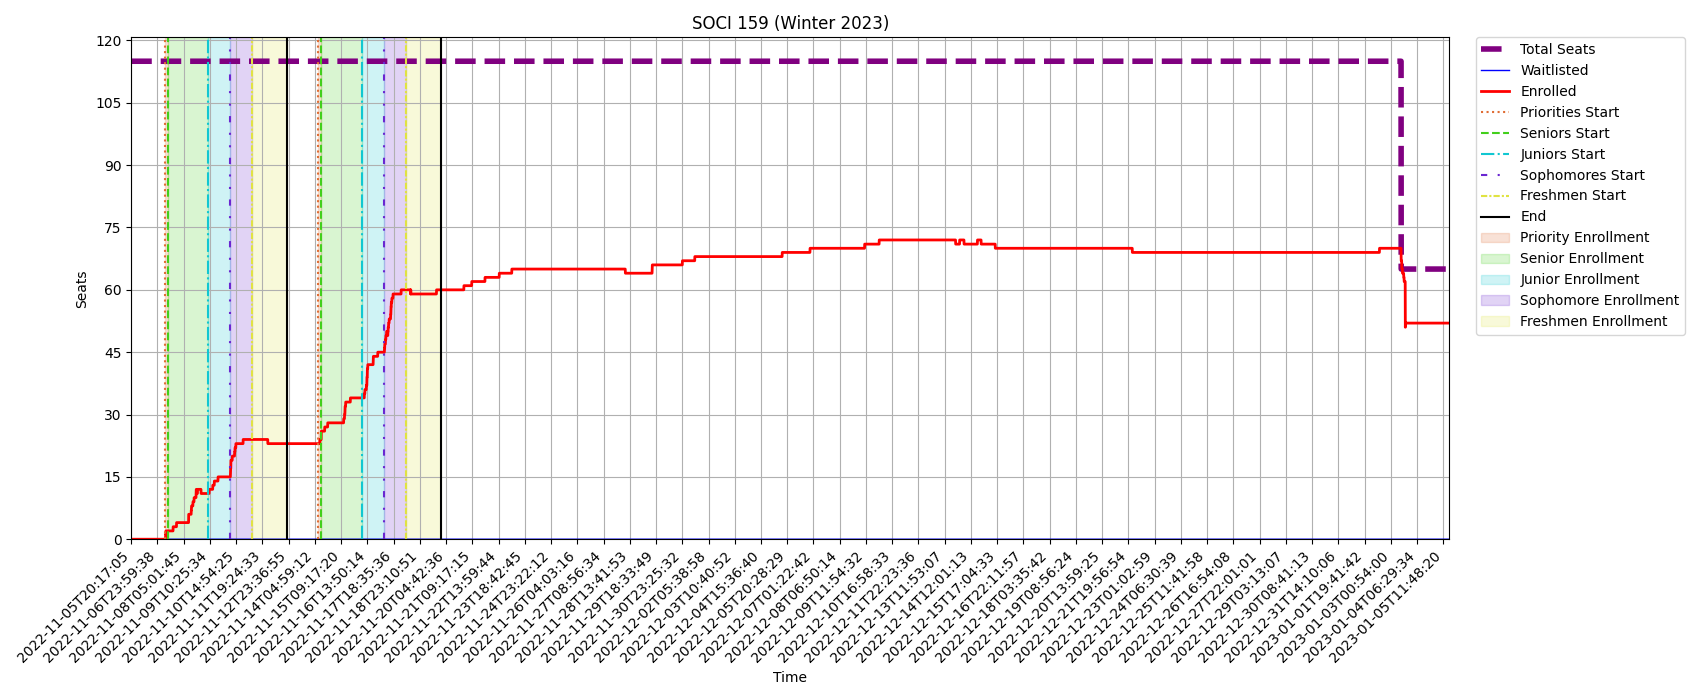 SOCI 159 (Winter 2023)
120
105
90
75
60
45
30
15
0
Seats
Total Seats
Waitlisted
Enrolled
Priorities Start
Seniors Start
Juniors Start
Sophomores Start
Freshmen Start
End
Priority Enrollment
Senior Enrollment
Junior Enrollment
Sophomore Enrollment
Freshmen Enrollment
2022-11-05T20:17:05
2022-11-06T23:59:38
2022-11-08T05:01:45
2022-11-09T10:25:34
2022-11-10T14:54:25
2022-11-11T19:24:33
2022-11-12T23:36:55
2022-11-14T04:59:12
2022-11-15T09:17:20
2022-11-16T13:50:14
2022-11-17T18:35:36
2022-11-18T23:10:51
2022-11-20T04:42:36
2022-11-21T09:17:15
2022-11-22T13:59:44
2022-11-23T18:42:45
2022-11-24T23:22:12
2022-11-26T04:03:16
2022-11-27T08:56:34
2022-11-28T13:41:53
2022-11-29T18:33:49
2022-11-30T23:25:32
2022-12-02T05:38:58
2022-12-03T10:40:52
2022-12-04T15:36:40
2022-12-05T20:28:29
2022-12-07T01:22:42
2022-12-08T06:50:14
2022-12-09T11:54:32
2022-12-10T16:58:33
2022-12-11T22:23:36
2022-12-13T11:53:07
2022-12-14T12:01:13
2022-12-15T17:04:33
2022-12-16T22:11:57
2022-12-18T03:35:42
2022-12-19T08:56:24
2022-12-20T13:59:25
2022-12-21T19:56:54
2022-12-23T01:02:59
2022-12-24T06:30:39
2022-12-25T11:41:58
2022-12-26T16:54:08
2022-12-27T22:01:01
2022-12-29T03:13:07
2022-12-30T08:41:13
2022-12-31T14:10:06
2023-01-01T19:41:42
2023-01-03T00:54:00
2023-01-04T06:29:34
2023-01-05T11:48:20
Time